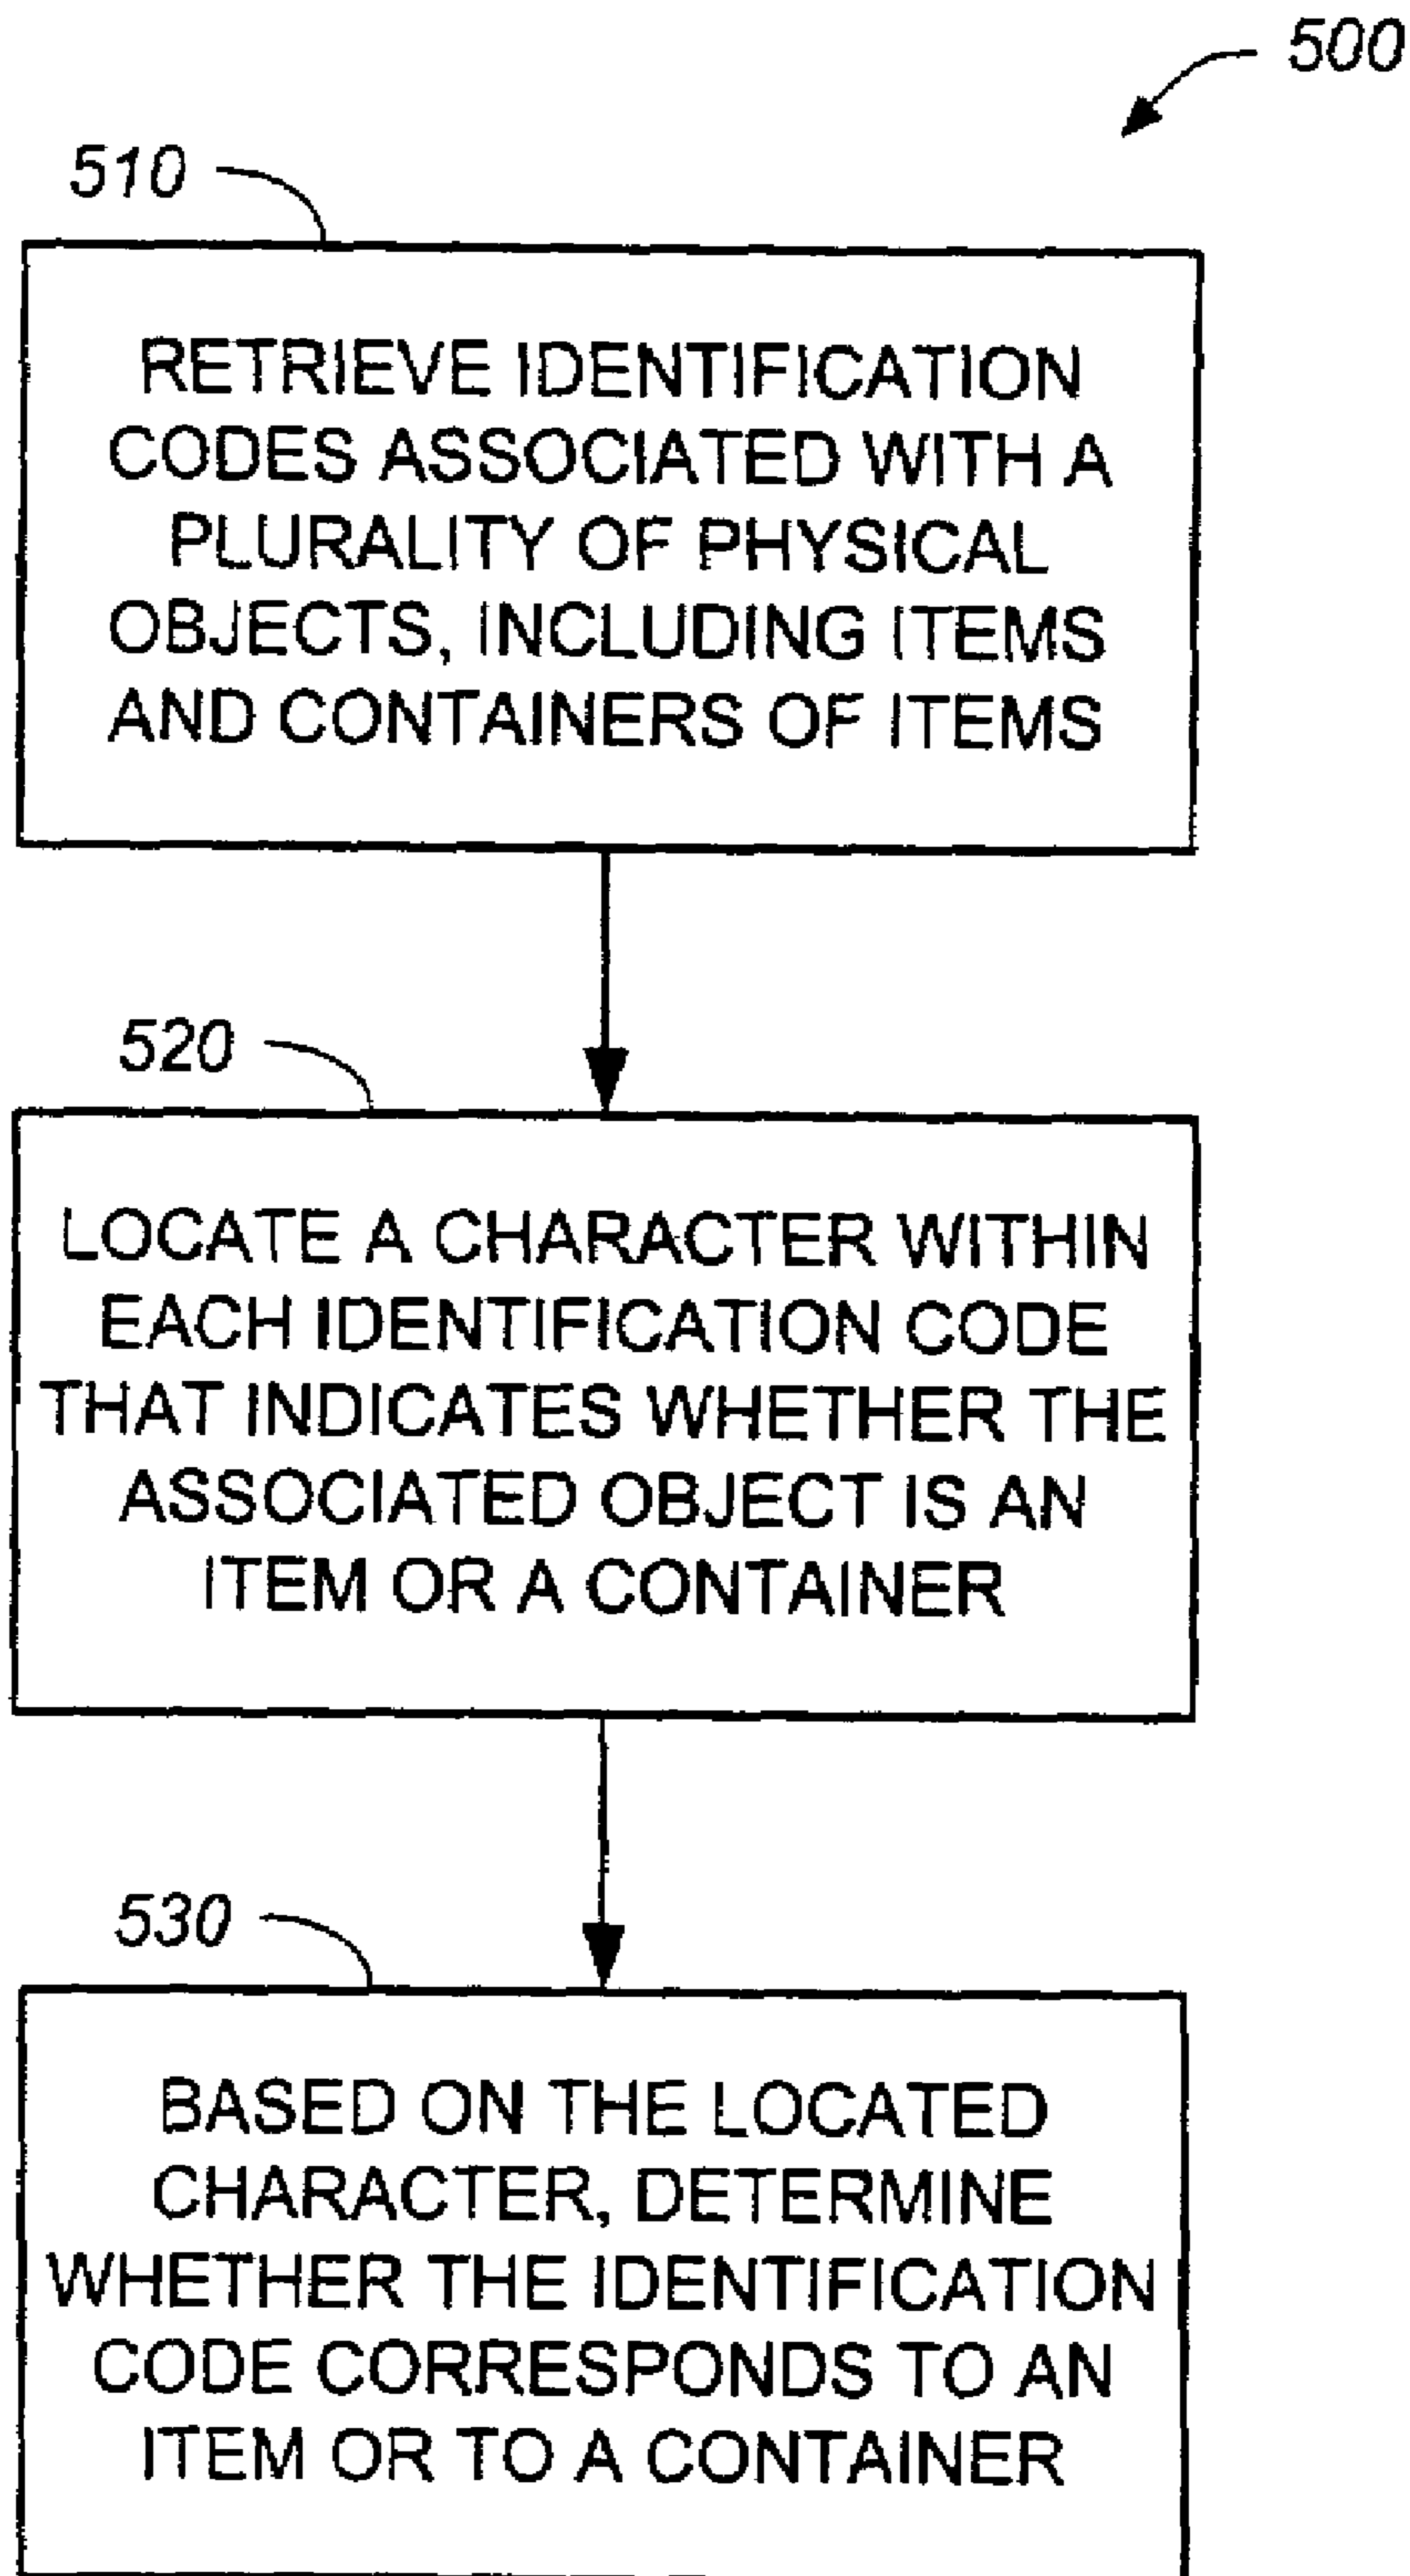 500
510
RETRIEVE IDENTIFICATION
CODES ASSOCIATED WITH A
PLURALITY OF PHYSICAL
OBJECTS, INCLUDING ITEMS
AND CONTAINERS OF ITEMS
520
LOCATE A CHARACTER WITHIN
EACH IDENTIFICATION CODE
THAT INDICATES WHETHER THE
ASSOCIATED OBJECT IS AN
ITEM OR A CONTAINER
530
BASED ON THE LOCATED
CHARACTER, DETERMINE
WHETHER THE IDENTIFICATION
CODE CORRESPONDS TO AN
ITEM OR TO A CONTAINER